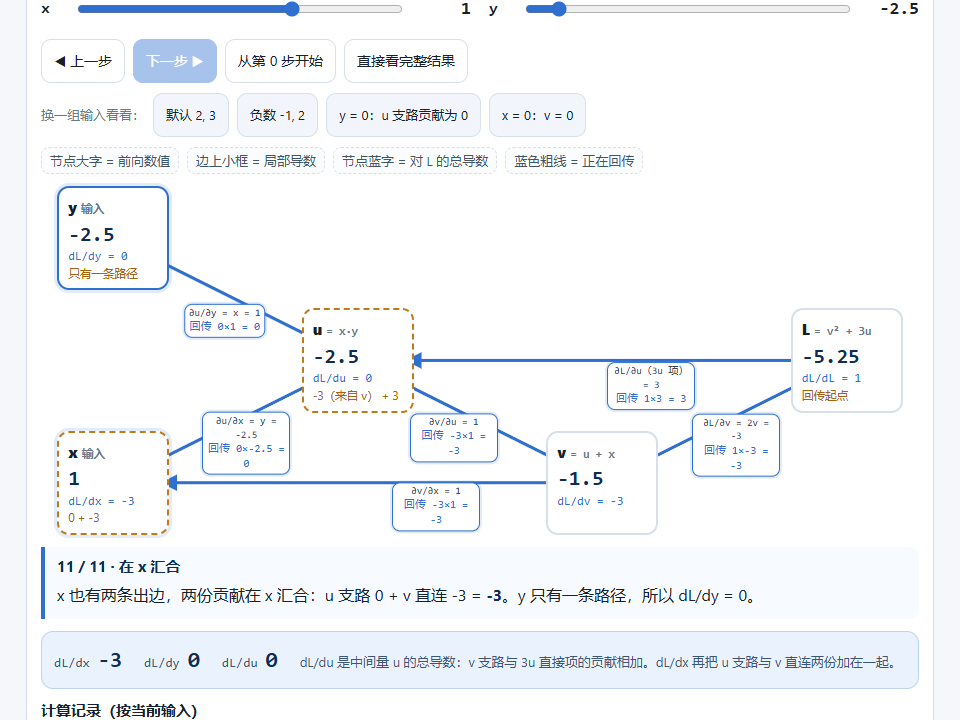 x 1 y -2.5
◀ 上一步 下一步 ▶ 从第 0 步开始 直接看完整结果
换一组输入看看： 默认 2, 3 负数 -1, 2 y = 0：u 支路贡献为 0 x = 0：v = 0
节点大字 = 前向数值 边上小框 = 局部导数 节点蓝字 = 对 L 的总导数 蓝色粗线 = 正在回传
y 输入
-2.5
dL/dy = 0
只有一条路径
∂u/∂y = x = 1
回传 0×1 = 0
u = x·y
-2.5
dL/du = 0
-3（来自 v） + 3
L = v² + 3u
-5.25
dL/dL = 1
回传起点
∂L/∂u（3u 项）
= 3
回传 1×3 = 3
∂u/∂x = y =
-2.5
回传 0×-2.5 =
0
∂v/∂u = 1
回传 -3×1 =
-3
∂L/∂v = 2v =
-3
回传 1×-3 =
-3
x 输入
1
dL/dx = -3
0 + -3
v = u + x
-1.5
dL/dv = -3
∂v/∂x = 1
回传 -3×1 =
-3
11 / 11 · 在 x 汇合
x 也有两条出边，两份贡献在 x 汇合：u 支路 0 + v 直连 -3 = -3。y 只有一条路径，所以 dL/dy = 0。
dL/dx -3 dL/dy 0 dL/du 0 dL/du 是中间量 u 的总导数：v 支路与 3u 直接项的贡献相加。dL/dx 再把 u 支路与 v 直连两份加在一起。
计算记录（按当前输入）